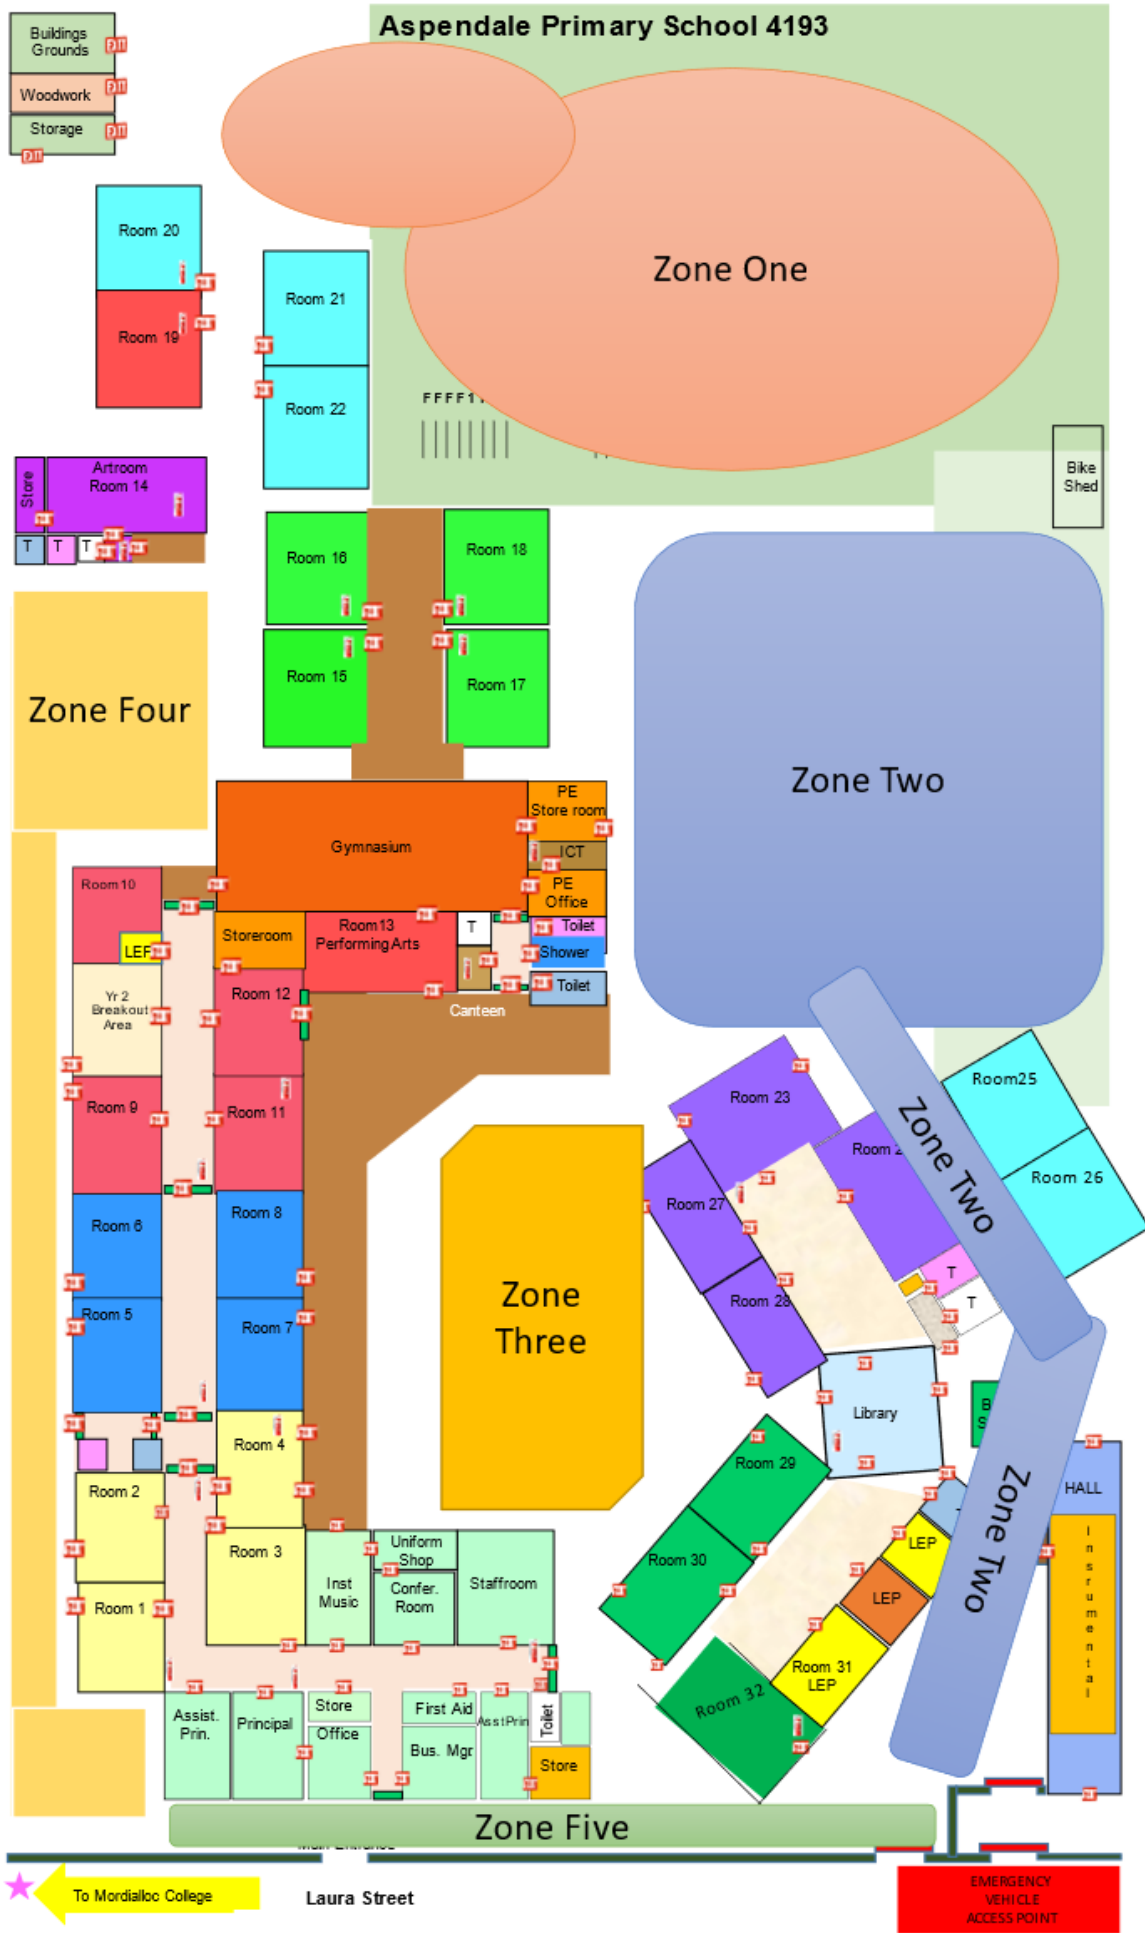 Aspendale Primary School 4193
Buildings
Grounds
Woodwork
Storage
Zone One
Room 20
Room 19
Room 21
Room 22
F F F F 1
Bike
Shed
Store
Artroom
Room 14
T
T
T
Room 16
Room 18
Room 15
Room 17
Zone Four
Zone Two
Gymnasium
PE
Store room
ICT
PE
Office
Room10
LEF
Storeroom
Room13
Performing Arts
T
Toilet
Shower
Toilet
Canteen
Yr 2
Breakout
Area
Room 12
Room 9
Room 11
Room 6
Room 8
Room 5
Room 7
Room 4
Room 2
Room 3
Room 1
Zone
Three
Room 23
Room 27
Room 28
Room25
Room 26
Zone Two
T
T
Library
Room 29
Room 30
LEP
LEP
Room 31
LEP
Room 32
Zone Two
HALL
Insrumental
Inst
Music
Uniform
Shop
Confer.
Room
Staffroom
Assist.
Prin.
Principal
Store
Office
First Aid
Bus. Mgr
Asst Prin
Toilet
Store
Zone Five
To Mordialloc College
Laura Street
EMERGENCY
VEHICLE
ACCESS POINT